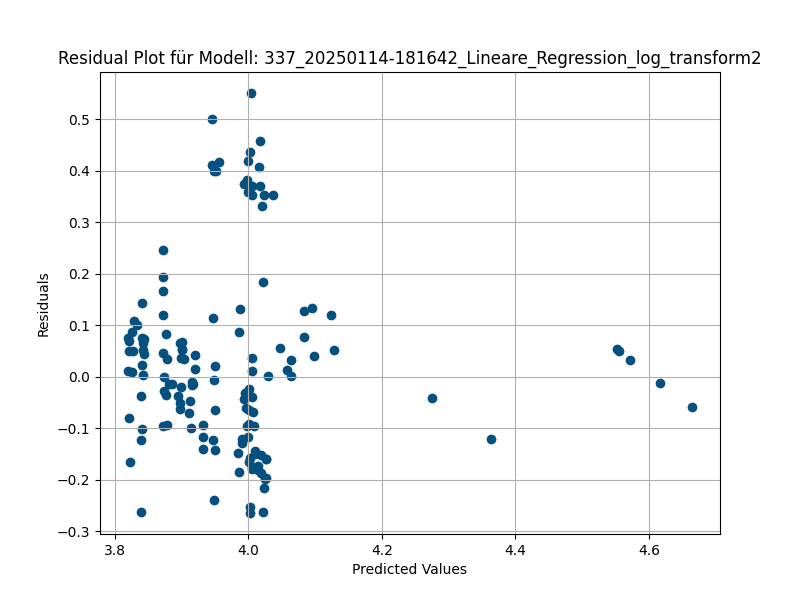 Residual Plot für Modell: 337_20250114-181642_Lineare_Regression_log_transform2
0.5
0.4
0.3
0.2
0.1
0.0
−0.1
−0.2
−0.3
Residuals
3.8 4.0 4.2 4.4 4.6
Predicted Values